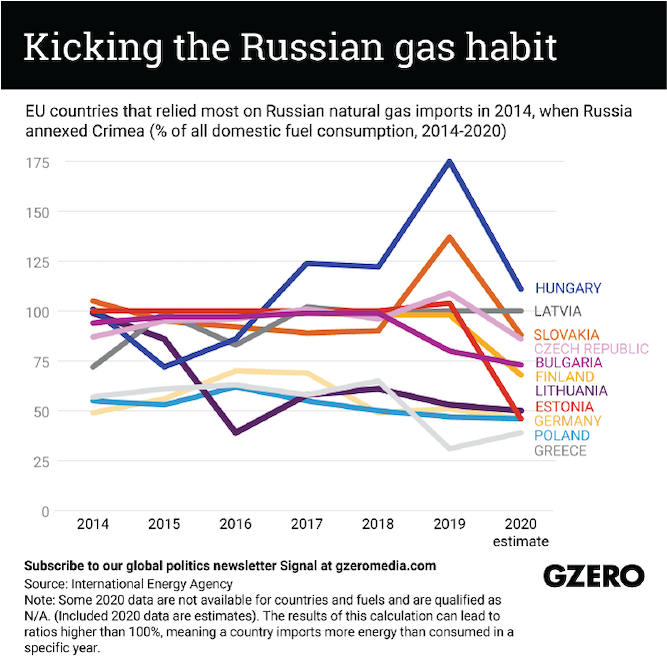 Kicking the Russian gas habit
EU countries that relied most on Russian natural gas imports in 2014, when Russia
annexed Crimea (% of all domestic fuel consumption, 2014-2020)
175
150
125
100
75
50
25
0
HUNGARY
LATVIA
SLOVAKIA
CZECH REPUBLIC
BULGARIA
FINLAND
LITHUANIA
ESTONIA
GERMANY
POLAND
GREECE
2014 2015 2016 2017 2018 2019 2020
estimate
Subscribe to our global politics newsletter Signal at gzeromedia.com
Source: International Energy Agency
Note: Some 2020 data are not available for countries and fuels and are qualified as
N/A. (Included 2020 data are estimates). The results of this calculation can lead to
ratios higher than 100%, meaning a country imports more energy than consumed in a
specific year.
GZERO